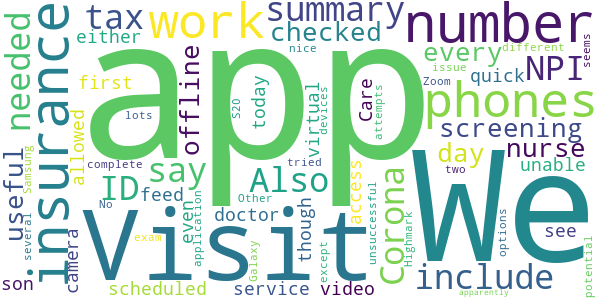 app
We
Visit
insurance
work
number
phones
tax
summary
either
checked
needed
first
offline
today
S20
lots
say
allowed
complete
ID
Also
virtual
devices
Care
attempts
every
quick
Zoom
nice
issue
different
seems
NPI
screening
day
nurse
unable
two
useful
Samsung
several
son
camera
No
feed
even
application
exam
doctor
Other
tried
though
access
Corona
unsuccessful
Highmark
see
options
include
potential
scheduled
service
Galaxy
except
video
apparently